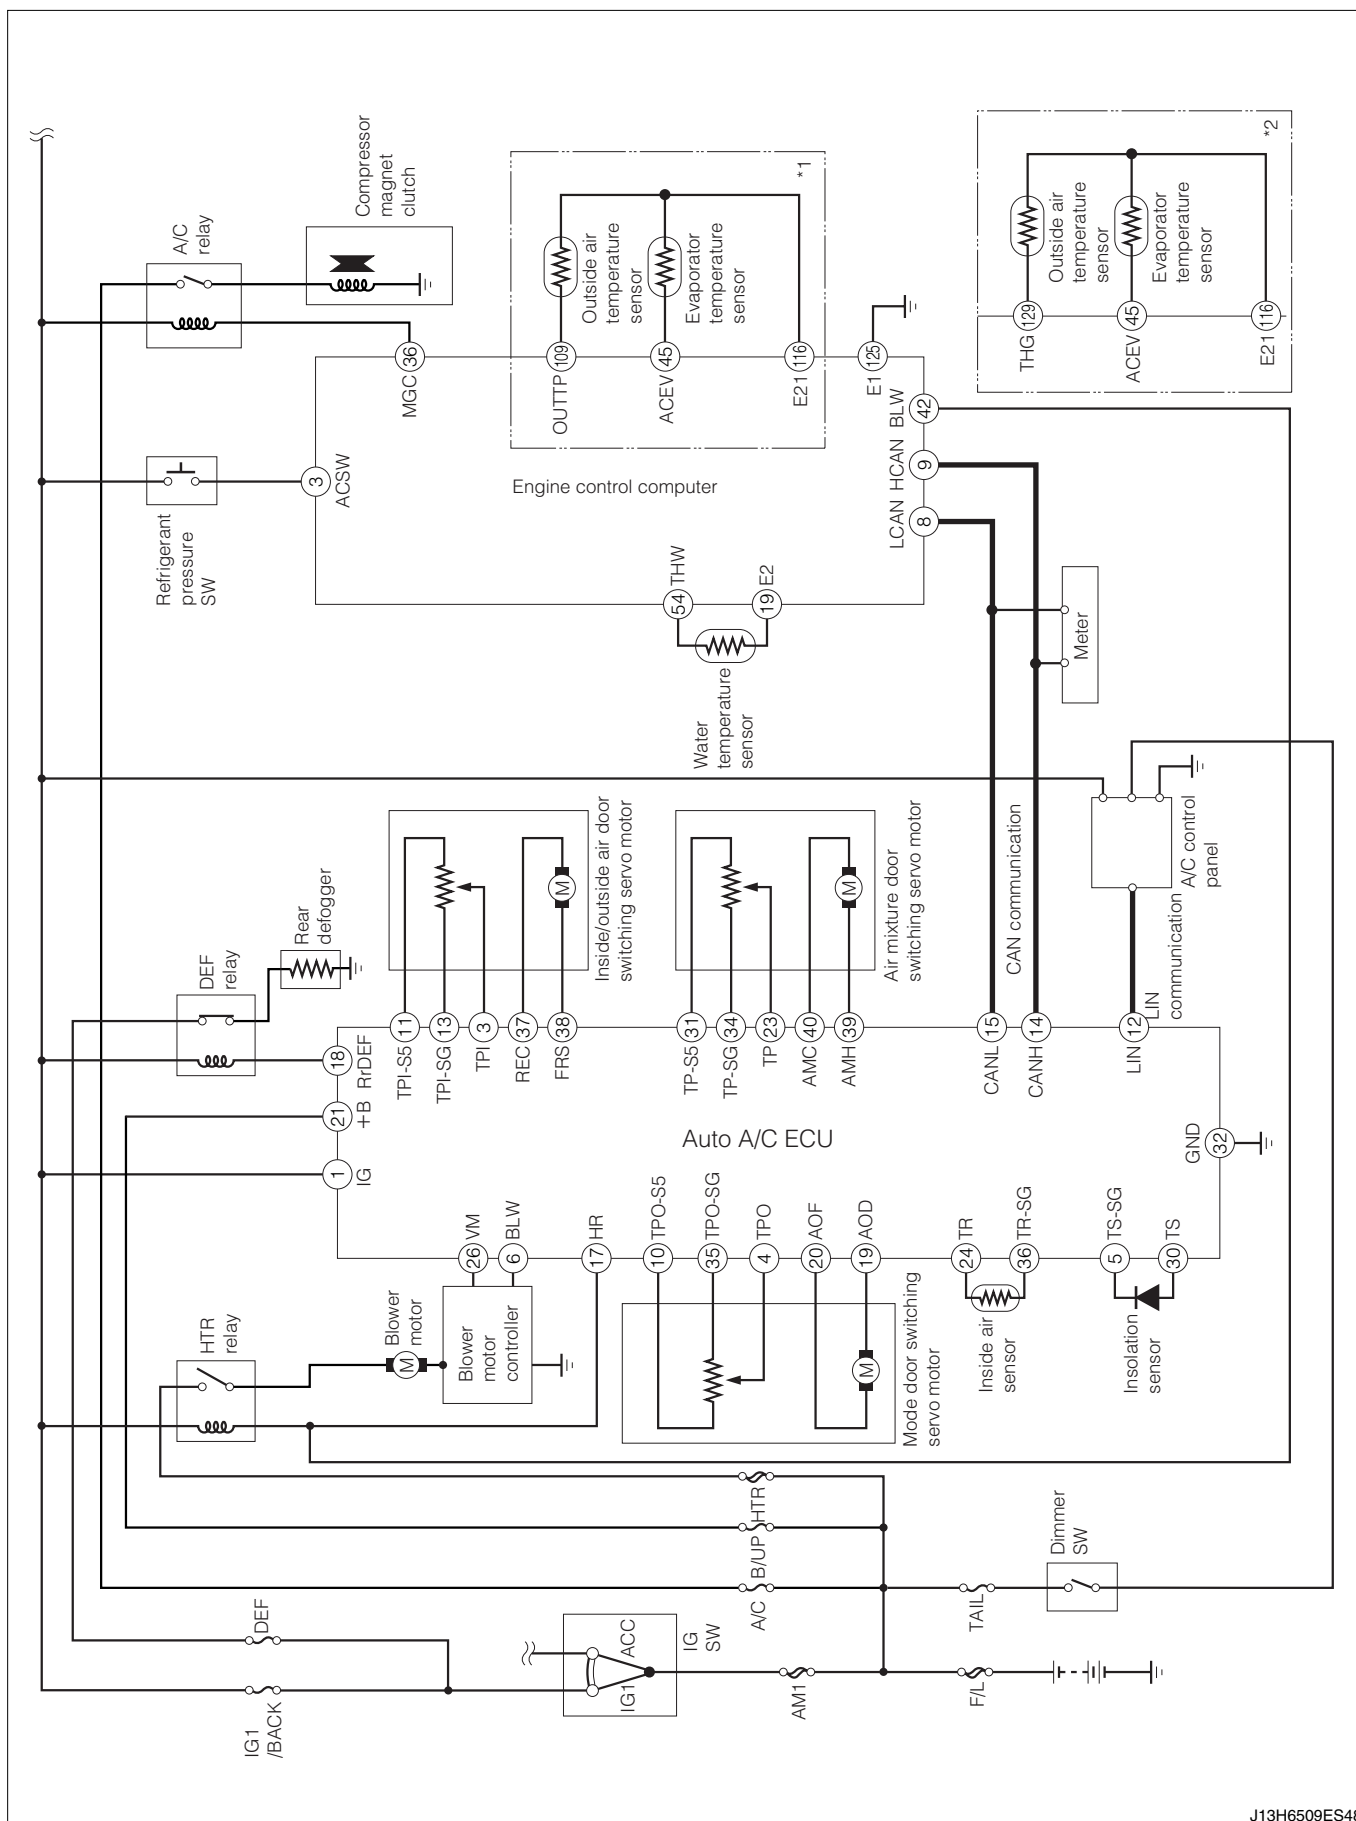 A/C
relay
Compressor
magnet
clutch
MGC
36
Refrigerant
pressure
SW
3
ACSW
*1
Outside air
temperature
sensor
Evaporator
temperature
sensor
109
OUTTP
45
ACEV
116
E21
125
E1
Engine control computer
BLW
42
HCAN
9
LCAN
8
54
THW
19
E2
Water
temperature
sensor
*2
Outside air
temperature
sensor
Evaporator
temperature
sensor
129
THG
45
ACEV
116
E21
Meter
CAN communication
LIN
communication
A/C control
panel
DEF
relay
Rear
defogger
Inside/outside air door
switching servo motor
M
Air mixture door
switching servo motor
M
18
RrDEF
21
+B
1
IG
11
TPI-S5
13
TPI-SG
3
TPI
37
REC
38
FRS
31
TP-S5
34
TP-SG
23
TP
40
AMC
39
AMH
15
CANL
14
CANH
12
LIN
Auto A/C ECU
GND
32
26
VM
6
BLW
17
HR
10
TPO-S5
35
TPO-SG
4
TPO
20
AOF
19
AOD
24
TR
36
TR-SG
5
TS-SG
30
TS
HTR
relay
Blower
motor
M
Blower
motor
controller
M
Mode door switching
servo motor
Inside air
sensor
Insolation
sensor
HTR
B/UP
A/C
DEF
IG1
/BACK
ACC
IG1
IG
SW
AM1
TAIL
F/L
Dimmer
SW
J13H6509ES48